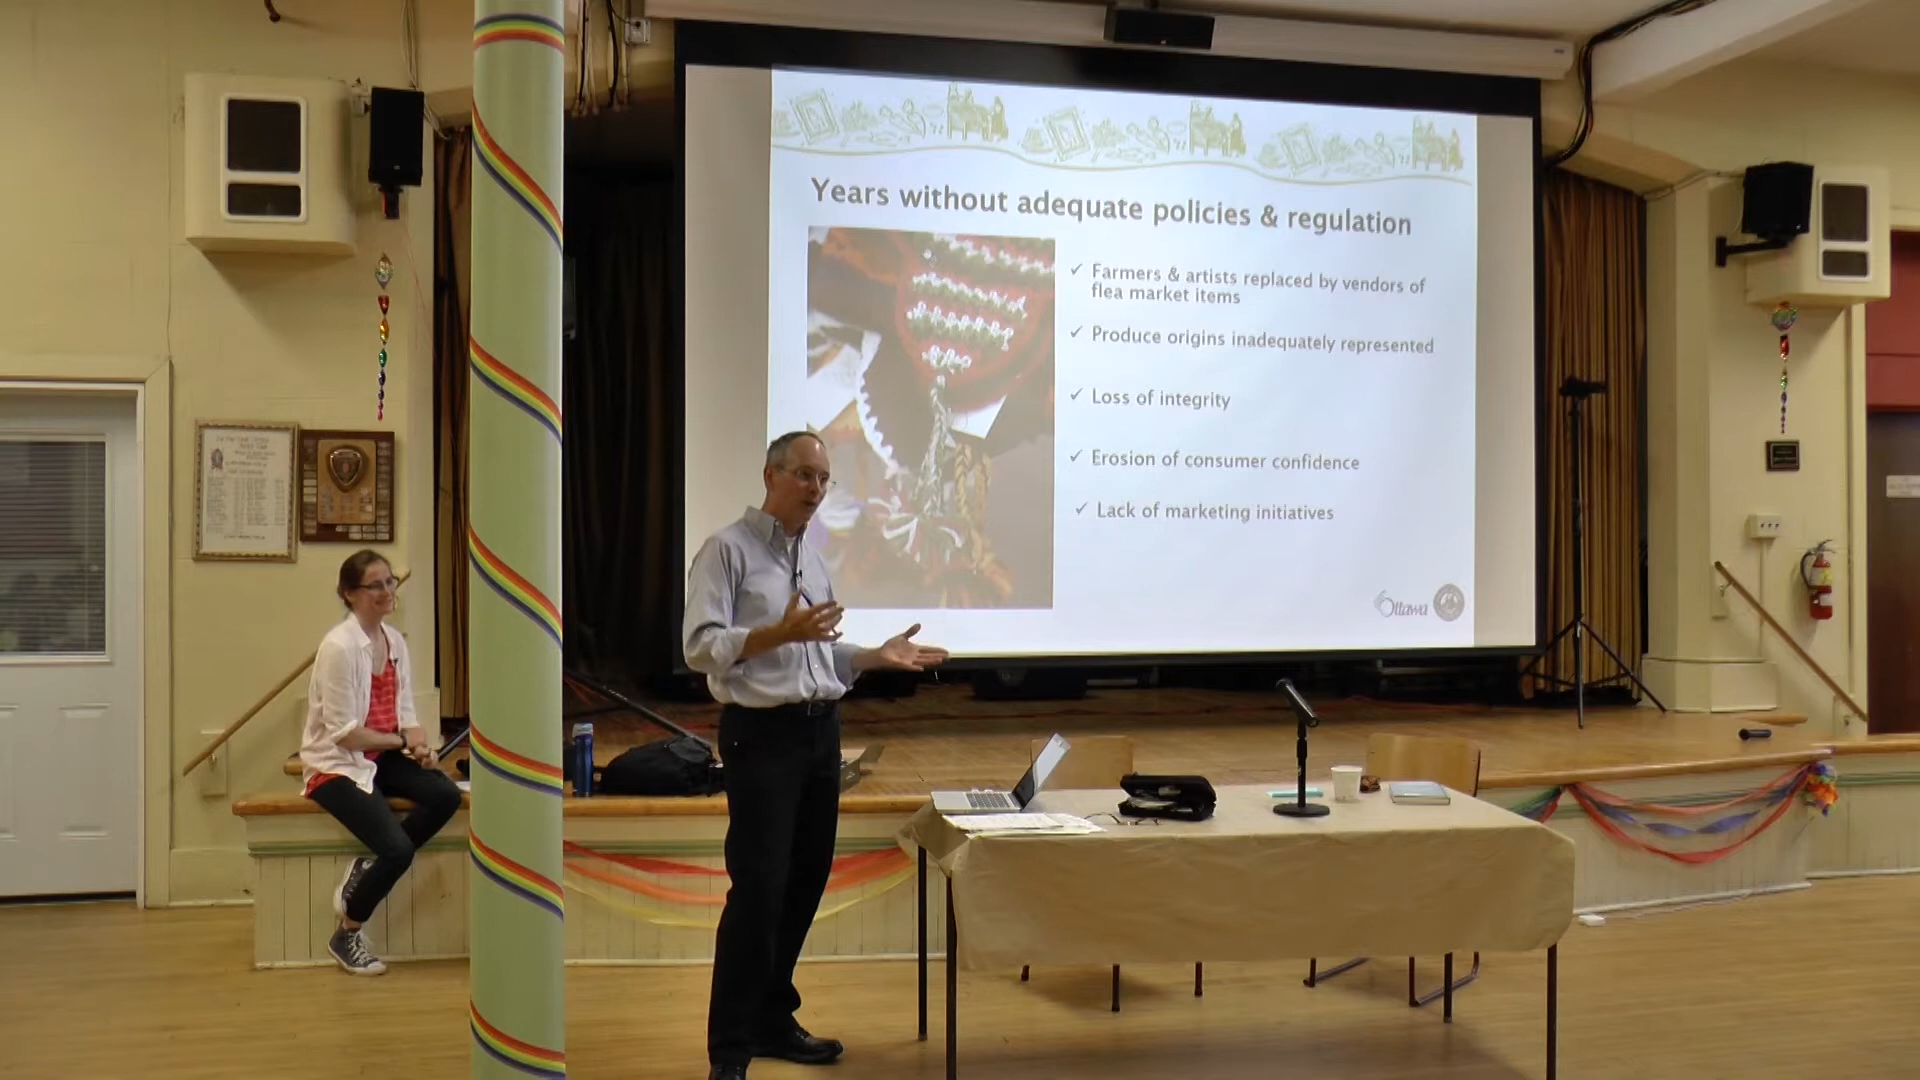 Years without adequate policies & regulation
✓ Farmers & artists replaced by vendors of
flea market items
✓ Produce origins inadequately represented
✓ Loss of integrity
✓ Erosion of consumer confidence
✓ Lack of marketing initiatives
Ottawa